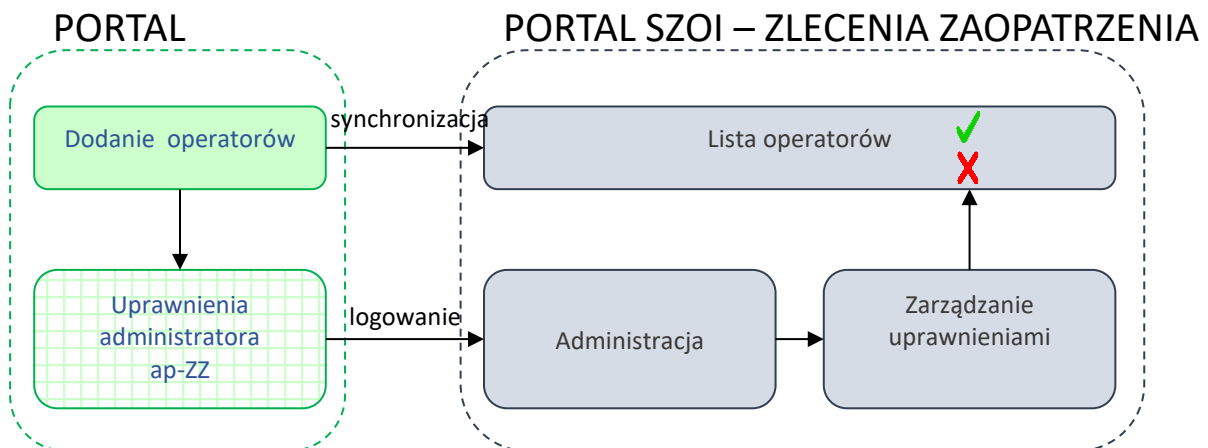 PORTAL
PORTAL SZOI – ZLECENIA ZAOPATRZENIA
Dodanie operatorów
synchronizacja
Lista operatorów
Uprawnienia
administratora
ap-ZZ
logowanie
Administracja
Zarządzanie
uprawnieniami